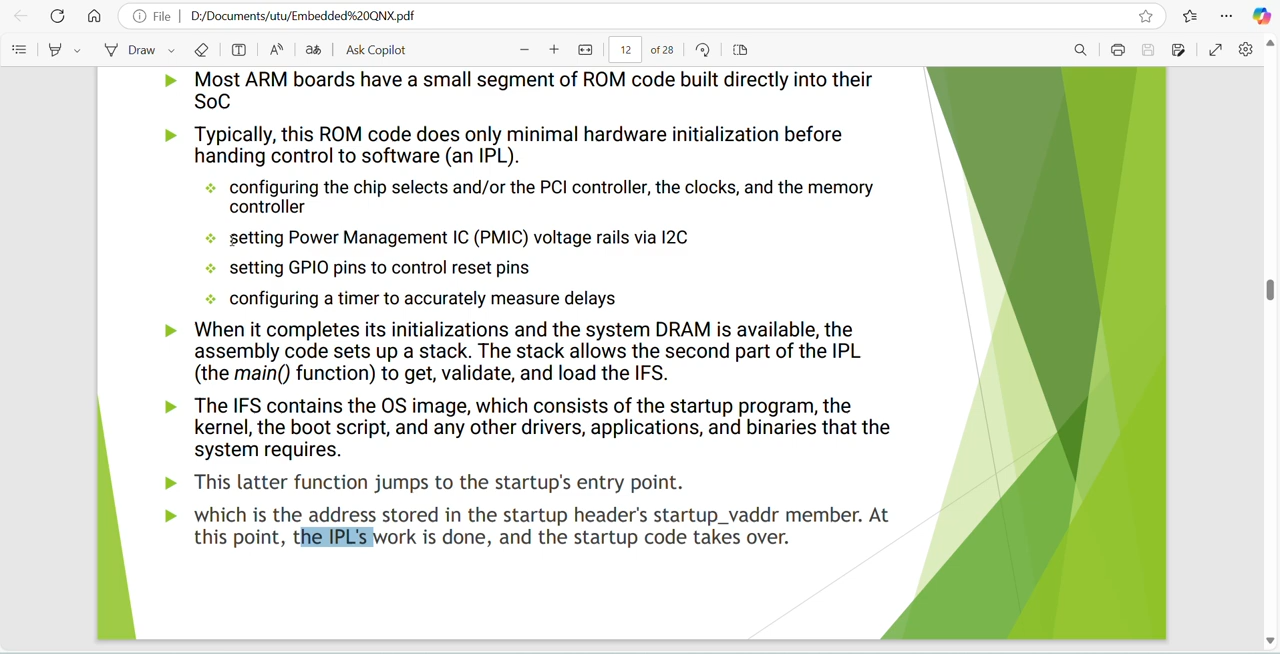 File
D:/Documents/utu/Embedded%20QNX.pdf
Draw
Ask Copilot
12
of 28
Most ARM boards have a small segment of ROM code built directly into their
SoC
Typically, this ROM code does only minimal hardware initialization before
handing control to software (an IPL).
configuring the chip selects and/or the PCI controller, the clocks, and the memory
controller
setting Power Management IC (PMIC) voltage rails via I2C
setting GPIO pins to control reset pins
configuring a timer to accurately measure delays
When it completes its initializations and the system DRAM is available, the
assembly code sets up a stack. The stack allows the second part of the IPL
(the main() function) to get, validate, and load the IFS.
The IFS contains the OS image, which consists of the startup program, the
kernel, the boot script, and any other drivers, applications, and binaries that the
system requires.
This latter function jumps to the startup's entry point.
which is the address stored in the startup header's startup_vaddr member. At
this point, the IPL's work is done, and the startup code takes over.